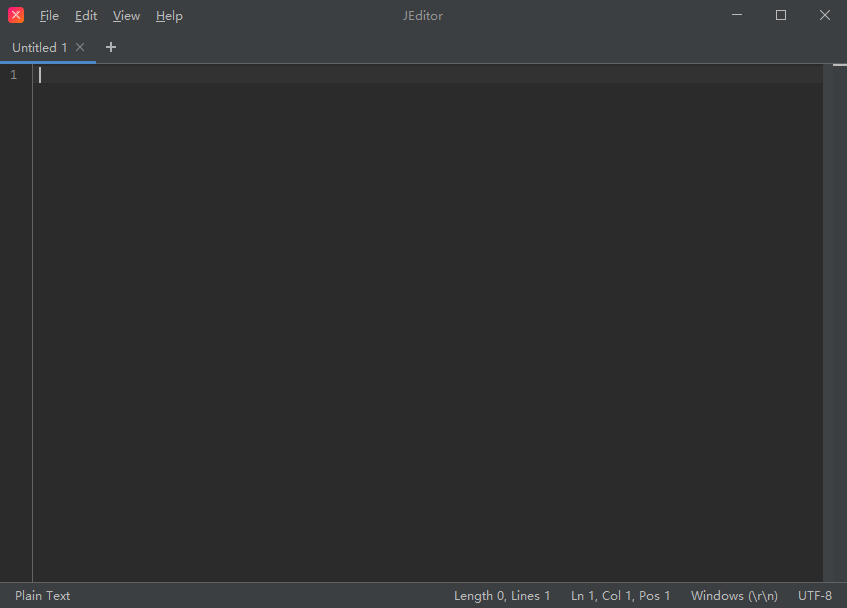 File Edit View Help JEditor
Untitled 1
1
Plain Text Length 0, Lines 1 Ln 1, Col 1, Pos 1 Windows (\r\n) UTF-8